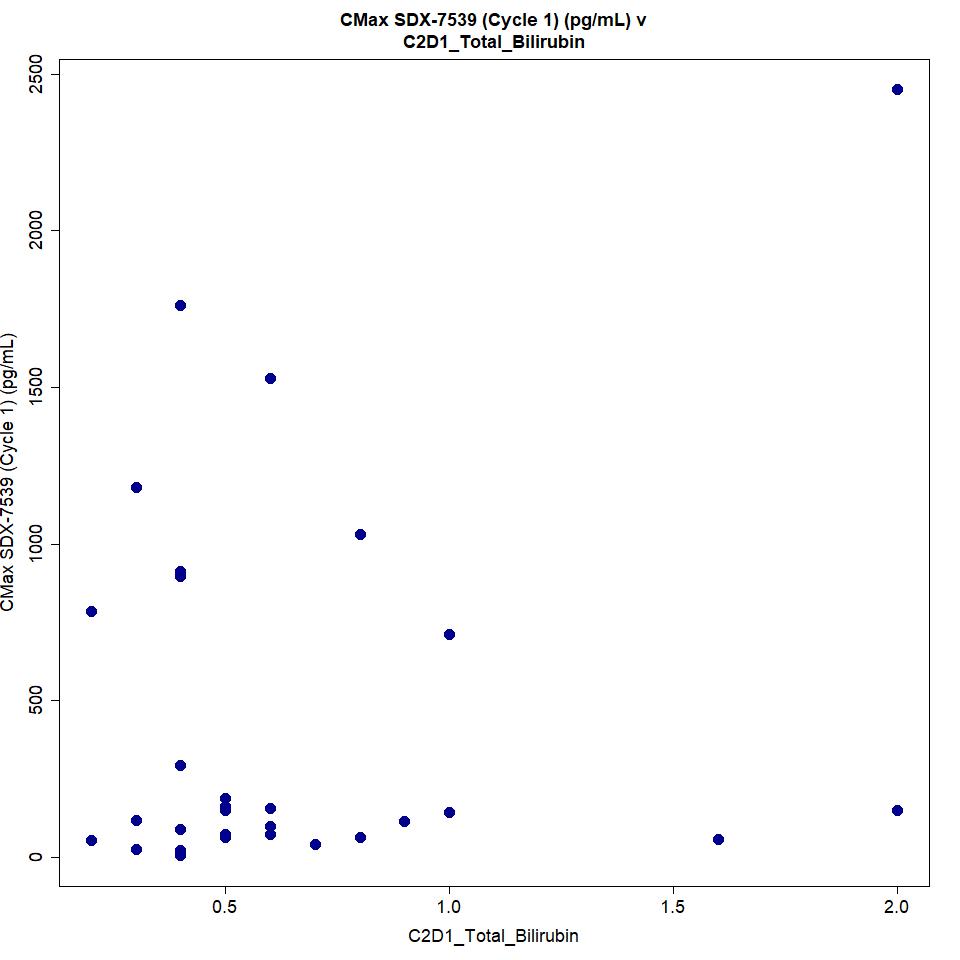 CMax SDX-7539 (Cycle 1) (pg/mL) v
C2D1_Total_Bilirubin
2500
2000
1500
1000
500
0
CMax SDX-7539 (Cycle 1) (pg/mL)
0.5 1.0 1.5 2.0
C2D1_Total_Bilirubin